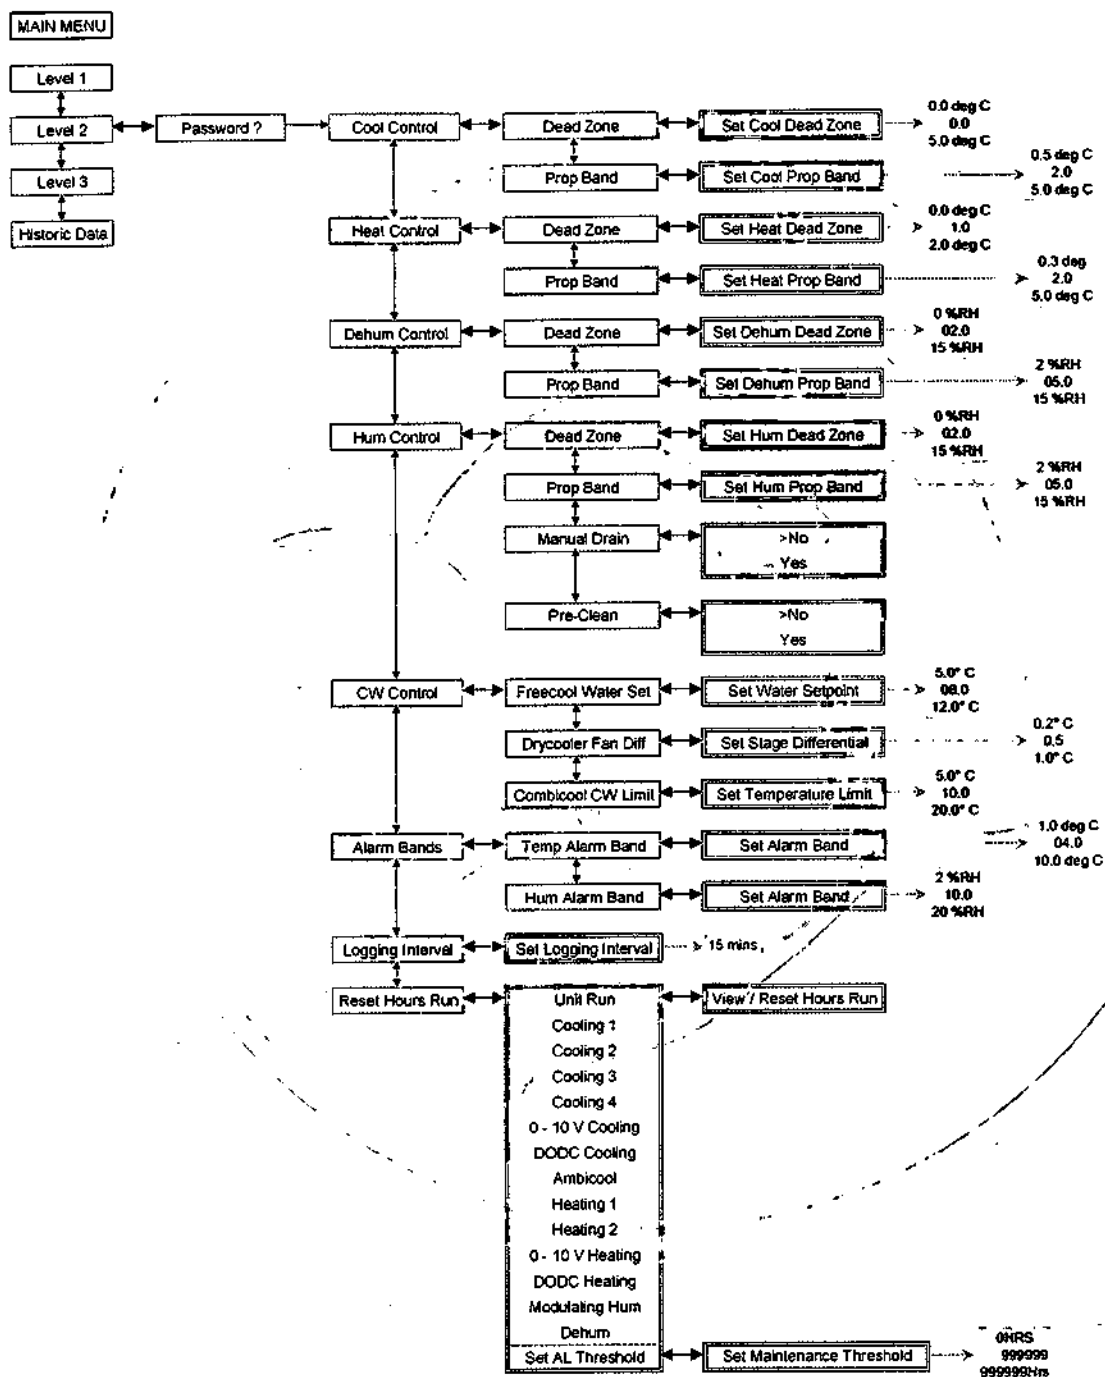 MAIN MENU
Level 1
Level 2
Password ?
Cool Control
Dead Zone
Set Cool Dead Zone
0.0 deg C
0.0
5.0 deg C
Prop Band
Set Cool Prop Band
0.5 deg C
2.0
5.0 deg C
Level 3
Historic Data
Heat Control
Dead Zone
Set Heat Dead Zone
0.0 deg C
1.0
2.0 deg C
Prop Band
Set Heat Prop Band
0.3 deg
2.0
5.0 deg C
Dehum Control
Dead Zone
Set Dehum Dead Zone
0 %RH
02.0
15 %RH
Prop Band
Set Dehum Prop Band
2 %RH
05.0
15 %RH
Hum Control
Dead Zone
Set Hum Dead Zone
0 %RH
02.0
15 %RH
Prop Band
Set Hum Prop Band
2 %RH
05.0
15 %RH
Manual Drain
>No
Yes
Pre-Clean
>No
Yes
CW Control
Freecool Water Set
Set Water Setpoint
5.0° C
08.0
12.0° C
Drycooler Fan Diff
Set Stage Differential
0.2° C
0.5
1.0° C
Combicool CW Limit
Set Temperature Limit
5.0° C
10.0
20.0° C
Alarm Bands
Temp Alarm Band
Set Alarm Band
1.0 deg C
04.0
10.0 deg C
Hum Alarm Band
Set Alarm Band
2 %RH
10.0
20 %RH
Logging Interval
Set Logging Interval
15 mins
Reset Hours Run
Unit Run
View / Reset Hours Run
Cooling 1
Cooling 2
Cooling 3
Cooling 4
0 - 10 V Cooling
DODC Cooling
Ambicool
Heating 1
Heating 2
0 - 10 V Heating
DODC Heating
Modulating Hum
Dehum
Set AL Threshold
Set Maintenance Threshold
0HRS
999999
999999Hrs